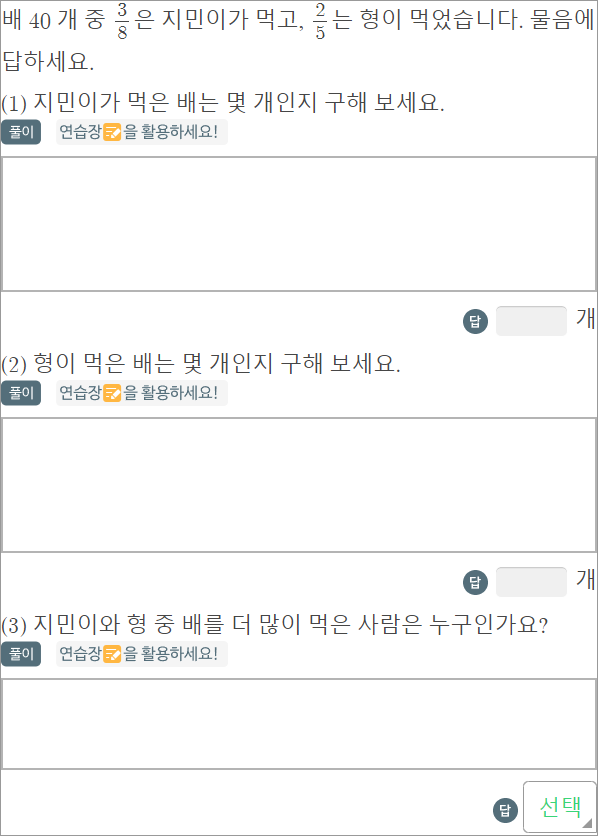 배 40 개 중 3/8은 지민이가 먹고, 2/5는 형이 먹었습니다. 물음에
답하세요.
(1) 지민이가 먹은 배는 몇 개인지 구해 보세요.
풀이 연습장을 활용하세요!
답 개
(2) 형이 먹은 배는 몇 개인지 구해 보세요.
풀이 연습장을 활용하세요!
답 개
(3) 지민이와 형 중 배를 더 많이 먹은 사람은 누구인가요?
풀이 연습장을 활용하세요!
답 선택